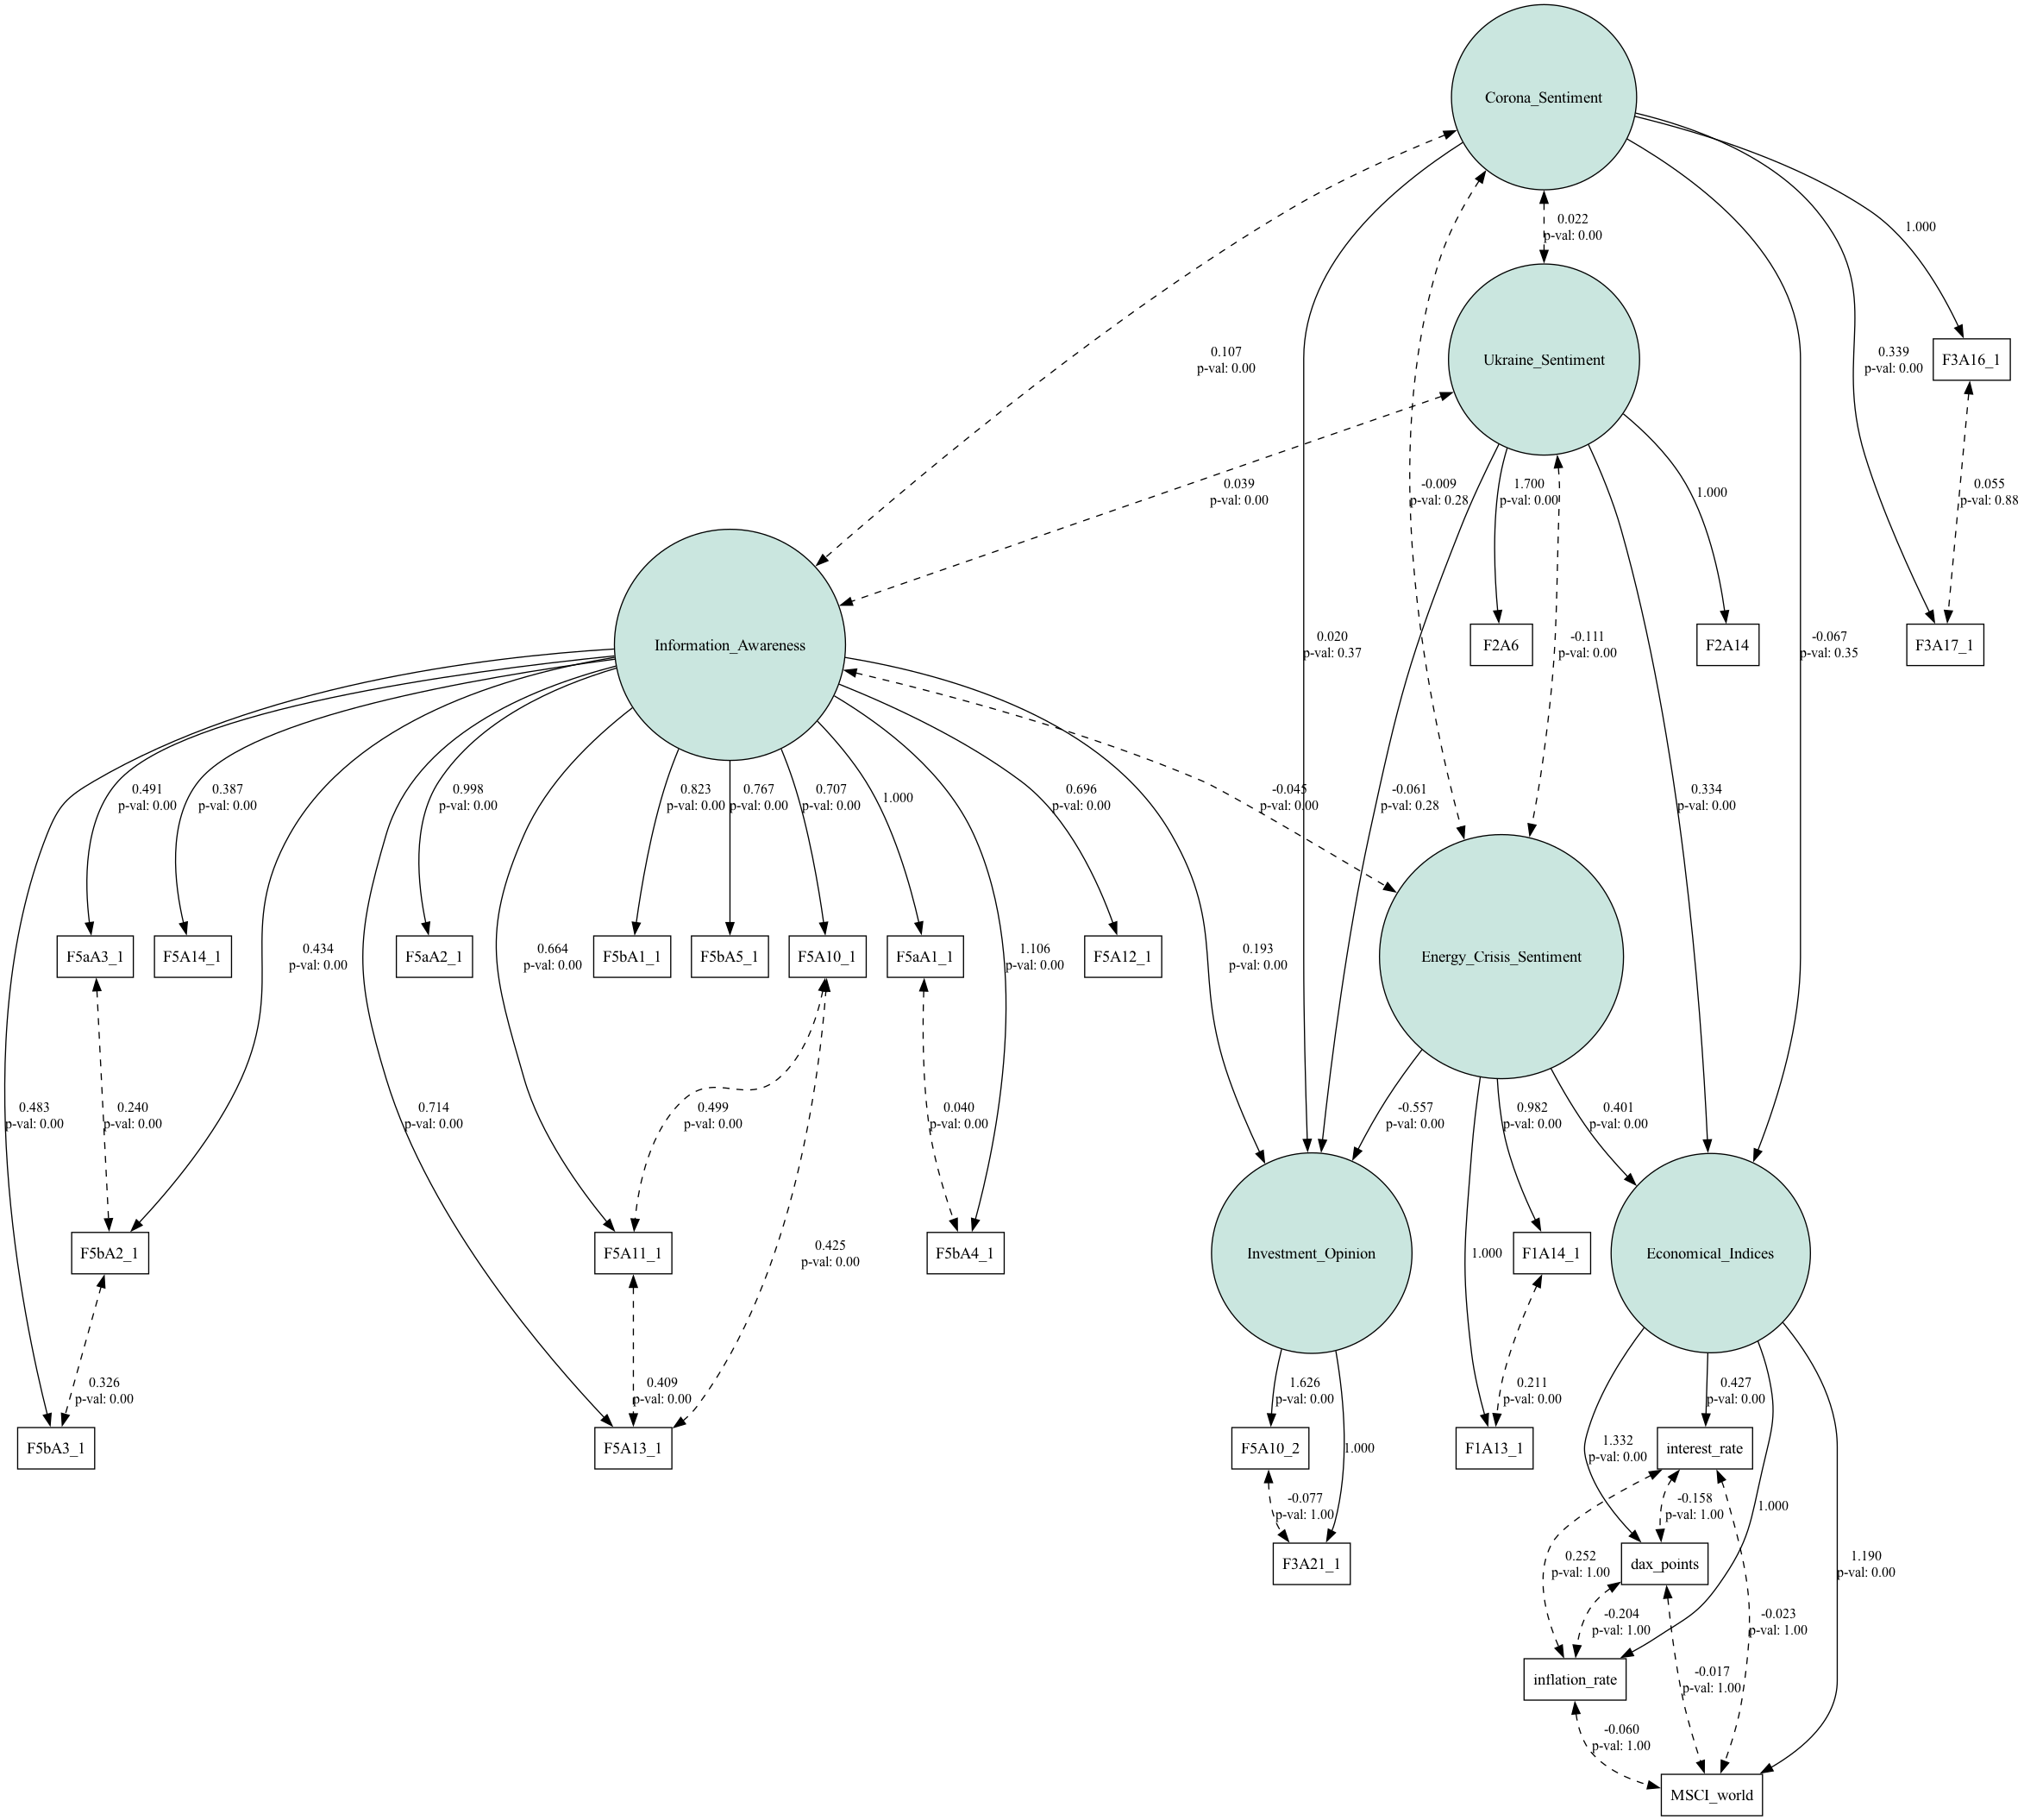 Corona_Sentiment
0.022
p-val: 0.00
1.000
Ukraine_Sentiment
0.107
p-val: 0.00
0.339
p-val: 0.00
F3A16_1
0.039
p-val: 0.00
-0.009
p-val: 0.28
1.700
p-val: 0.00
1.000
0.055
p-val: 0.88
Information_Awareness
0.020
p-val: 0.37
F2A6
-0.111
p-val: 0.00
F2A14
-0.067
p-val: 0.35
F3A17_1
0.491
p-val: 0.00
0.387
p-val: 0.00
0.998
p-val: 0.00
0.823
p-val: 0.00
0.767
p-val: 0.00
0.707
p-val: 0.00
1.000
0.696
p-val: 0.00
-0.045
p-val: 0.00
-0.061
p-val: 0.28
0.334
p-val: 0.00
F5aA3_1
F5A14_1
0.434
p-val: 0.00
F5aA2_1
0.664
p-val: 0.00
F5bA1_1
F5bA5_1
F5A10_1
F5aA1_1
1.106
p-val: 0.00
F5A12_1
0.193
p-val: 0.00
Energy_Crisis_Sentiment
0.483
p-val: 0.00
0.240
p-val: 0.00
0.714
p-val: 0.00
0.499
p-val: 0.00
0.040
p-val: 0.00
-0.557
p-val: 0.00
0.982
p-val: 0.00
0.401
p-val: 0.00
F5bA2_1
F5A11_1
0.425
p-val: 0.00
F5bA4_1
Investment_Opinion
1.000
F1A14_1
Economical_Indices
0.326
p-val: 0.00
0.409
p-val: 0.00
1.626
p-val: 0.00
0.211
p-val: 0.00
0.427
p-val: 0.00
F5bA3_1
F5A13_1
F5A10_2
1.000
F1A13_1
1.332
p-val: 0.00
interest_rate
-0.077
p-val: 1.00
-0.158
p-val: 1.00
1.000
F3A21_1
0.252
p-val: 1.00
dax_points
1.190
p-val: 0.00
-0.204
p-val: 1.00
-0.023
p-val: 1.00
inflation_rate
-0.017
p-val: 1.00
-0.060
p-val: 1.00
MSCI_world